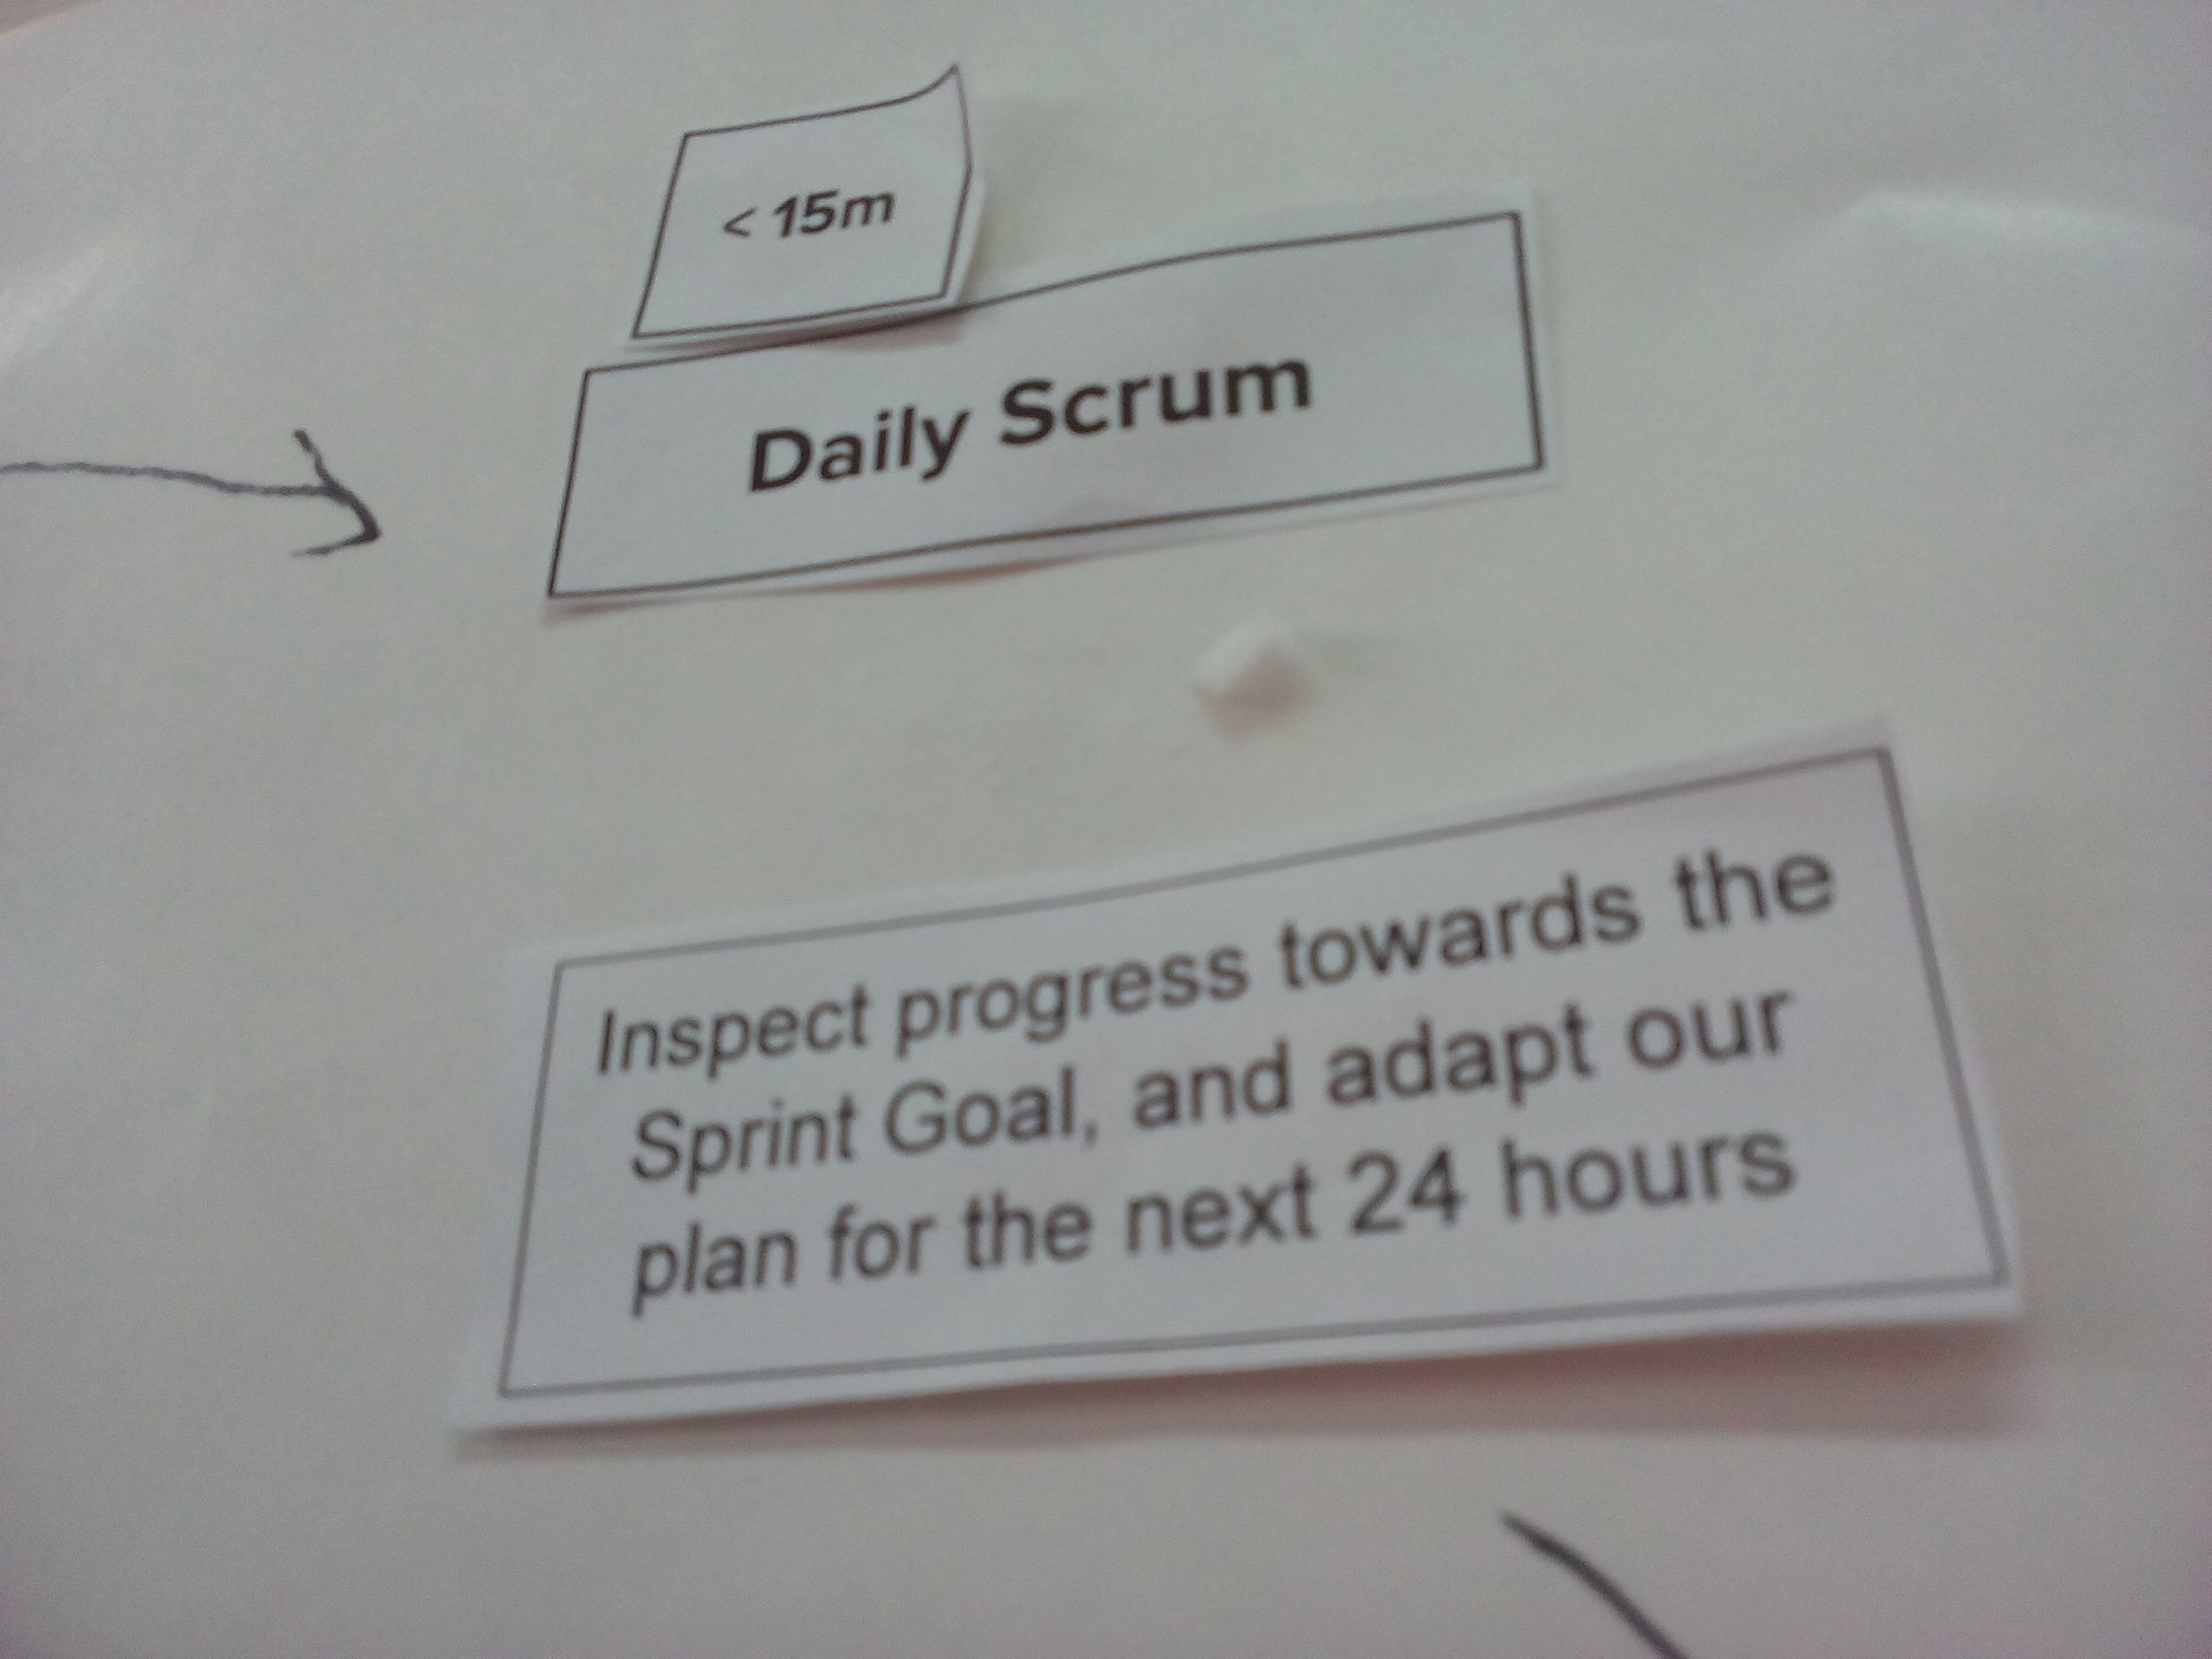 < 15m
Daily Scrum
Inspect progress towards the
Sprint Goal, and adapt our
plan for the next 24 hours